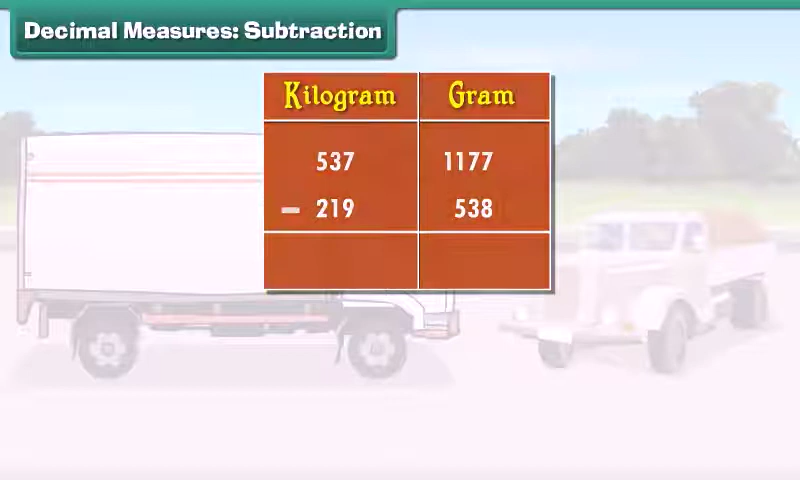 Decimal Measures: Subtraction
Kilogram Gram
537 1177
– 219 538